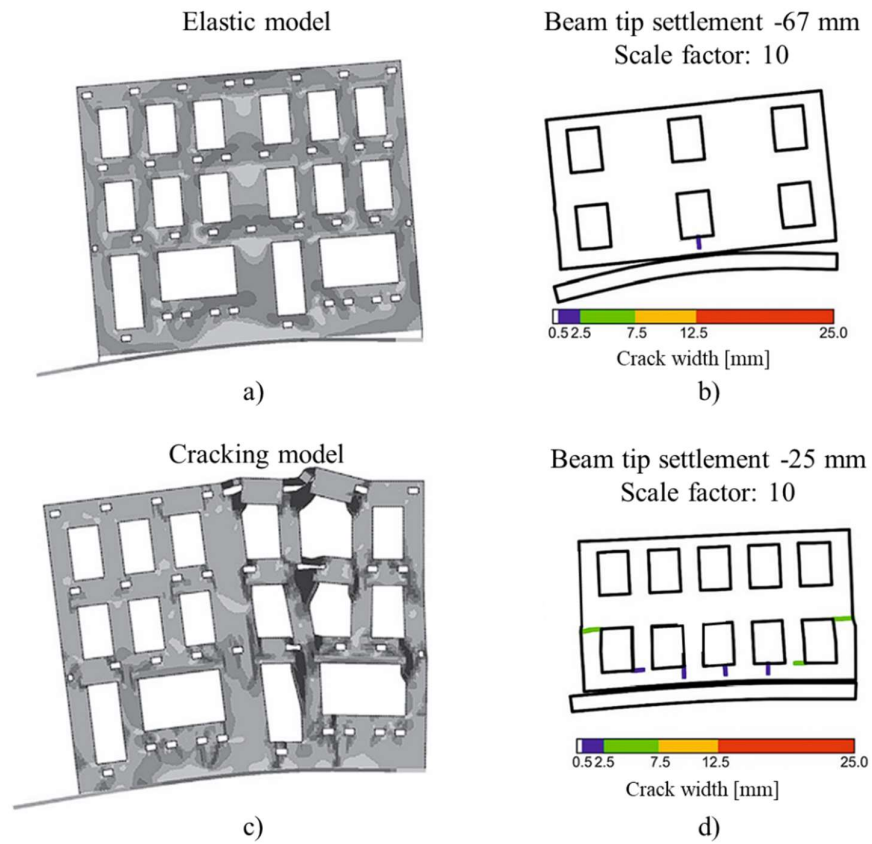 Elastic model
Beam tip settlement -67 mm
Scale factor: 10
0.5 2.5 7.5 12.5 25.0
Crack width [mm]
a)
b)
Cracking model
Beam tip settlement -25 mm
Scale factor: 10
0.5 2.5 7.5 12.5 25.0
Crack width [mm]
c)
d)